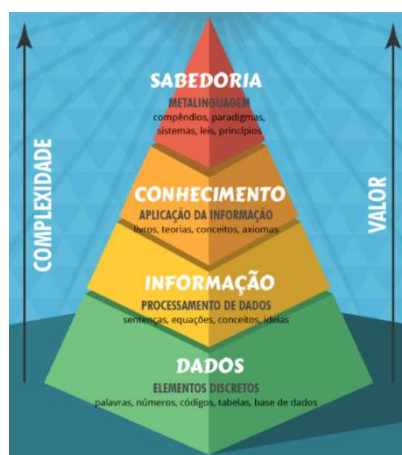 SABEDORIA
METALINGUAGEM
compêndios, paradigmas,
sistemas, leis, princípios
CONHECIMENTO
APLICAÇÃO DA INFORMAÇÃO
livros, teorias, conceitos, axiomas
INFORMAÇÃO
PROCESSAMENTO DE DADOS
sentenças, equações, conceitos, ideias
DADOS
ELEMENTOS DISCRETOS
palavras, números, códigos, tabelas, base de dados
COMPLEXIDADE
VALOR